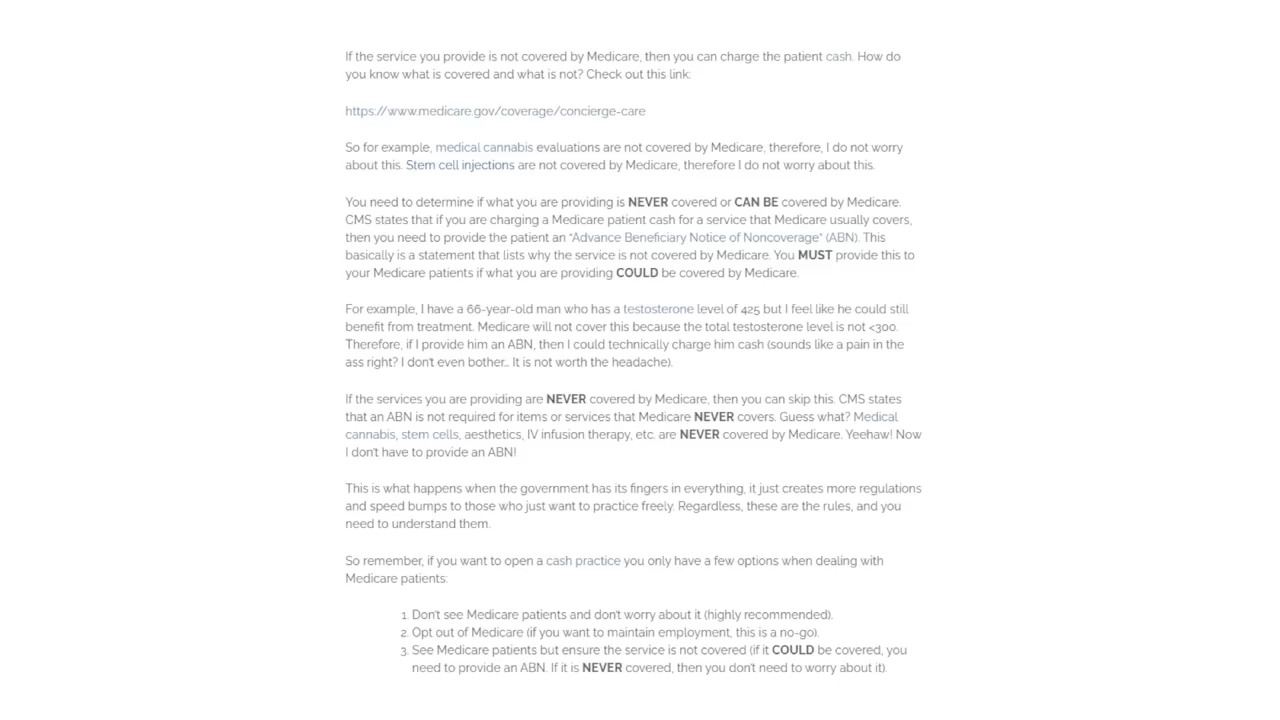 If the service you provide is not covered by Medicare, then you can charge the patient cash. How do
you know what is covered and what is not? Check out this link:
https://www.medicare.gov/coverage/concierge-care
So for example, medical cannabis evaluations are not covered by Medicare, therefore, I do not worry
about this. Stem cell injections are not covered by Medicare, therefore I do not worry about this.
You need to determine if what you are providing is NEVER covered or CAN BE covered by Medicare.
CMS states that if you are charging a Medicare patient cash for a service that Medicare usually covers,
then you need to provide the patient an “Advance Beneficiary Notice of Noncoverage” (ABN). This
basically is a statement that lists why the service is not covered by Medicare. You MUST provide this to
your Medicare patients if what you are providing COULD be covered by Medicare.
For example, I have a 66-year-old man who has a testosterone level of 425 but I feel like he could still
benefit from treatment. Medicare will not cover this because the total testosterone level is not <300.
Therefore, if I provide him an ABN, then I could technically charge him cash (sounds like a pain in the
ass right? I don’t even bother… It is not worth the headache).
If the services you are providing are NEVER covered by Medicare, then you can skip this. CMS states
that an ABN is not required for items or services that Medicare NEVER covers. Guess what? Medical
cannabis, stem cells, aesthetics, IV infusion therapy, etc. are NEVER covered by Medicare. Yeehaw! Now
I don’t have to provide an ABN!
This is what happens when the government has its fingers in everything, it just creates more regulations
and speed bumps to those who just want to practice freely. Regardless, these are the rules, and you
need to understand them.
So remember, if you want to open a cash practice you only have a few options when dealing with
Medicare patients:
1. Don’t see Medicare patients and don’t worry about it (highly recommended).
2. Opt out of Medicare (if you want to maintain employment, this is a no-go).
3. See Medicare patients but ensure the service is not covered (if it COULD be covered, you
need to provide an ABN. If it is NEVER covered, then you don’t need to worry about it).